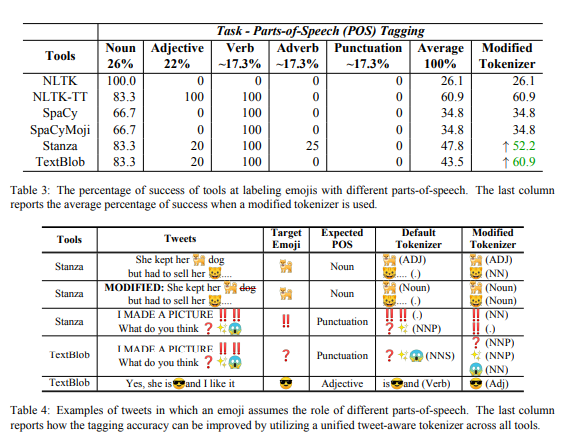 Task - Parts-of-Speech (POS) Tagging
Tools Noun 26% Adjective 22% Verb ~17.3% Adverb ~17.3% Punctuation ~17.3% Average 100% Modified Tokenizer
NLTK 100.0 0 0 0 0 26.1 26.1
NLTK-TT 83.3 100 100 0 0 60.9 60.9
SpaCy 66.7 0 100 0 0 34.8 34.8
SpaCyMoji 66.7 0 100 0 0 34.8 34.8
Stanza 83.3 20 100 25 0 47.8 ↑ 52.2
TextBlob 83.3 20 100 0 0 43.5 ↑ 60.9
Table 3: The percentage of success of tools at labeling emojis with different parts-of-speech. The last column
reports the average percentage of success when a modified tokenizer is used.
Tools Tweets Target Emoji Expected POS Default Tokenizer Modified Tokenizer
Stanza She kept her 🐕 dog but had to sell her 😺.... 🐕 Noun 🐕 (ADJ) 😺.... (.) 🐕 (ADJ) 😺 (NN)
Stanza MODIFIED: She kept her 🐕 dog but had to sell her 😺.... 🐕 Noun 🐕 (Noun) 😺.... (.) 🐕 (Noun) 😺 (Noun)
Stanza I MADE A PICTURE ‼️ ‼️ What do you think ❓ ✨😱 ‼️ Punctuation ‼️ ‼️ (.) ❓ ✨ (NNP) ‼️ (NN) ‼️ (.)
TextBlob I MADE A PICTURE ‼️ ‼️ What do you think ❓ ✨😱 ❓ Punctuation ❓ ✨😱 (NNS) ❓ (NNP) ✨ (NNP) 😱 (NN)
TextBlob Yes, she is😎and I like it 😎 Adjective is😎and (Verb) 😎 (Adj)
Table 4: Examples of tweets in which an emoji assumes the role of different parts-of-speech. The last column
reports how the tagging accuracy can be improved by utilizing a unified tweet-aware tokenizer across all tools.